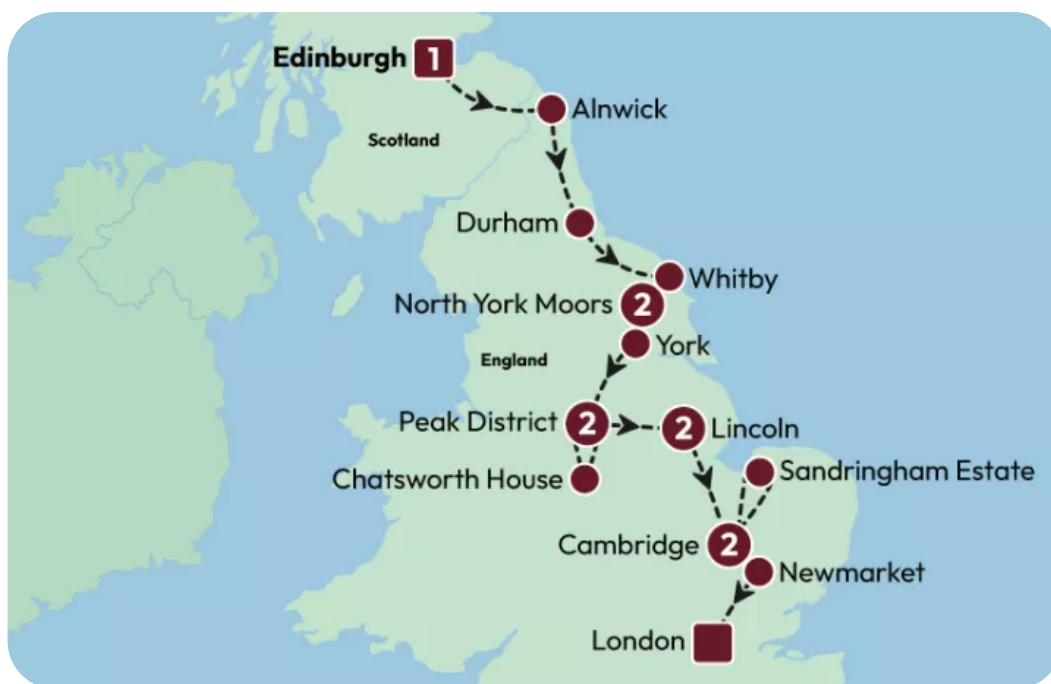 Edinburgh 1
Alnwick
Scotland
Durham
Whitby
North York Moors 2
York
England
Peak District 2
2 Lincoln
Chatsworth House
Sandringham Estate
Cambridge 2
Newmarket
London